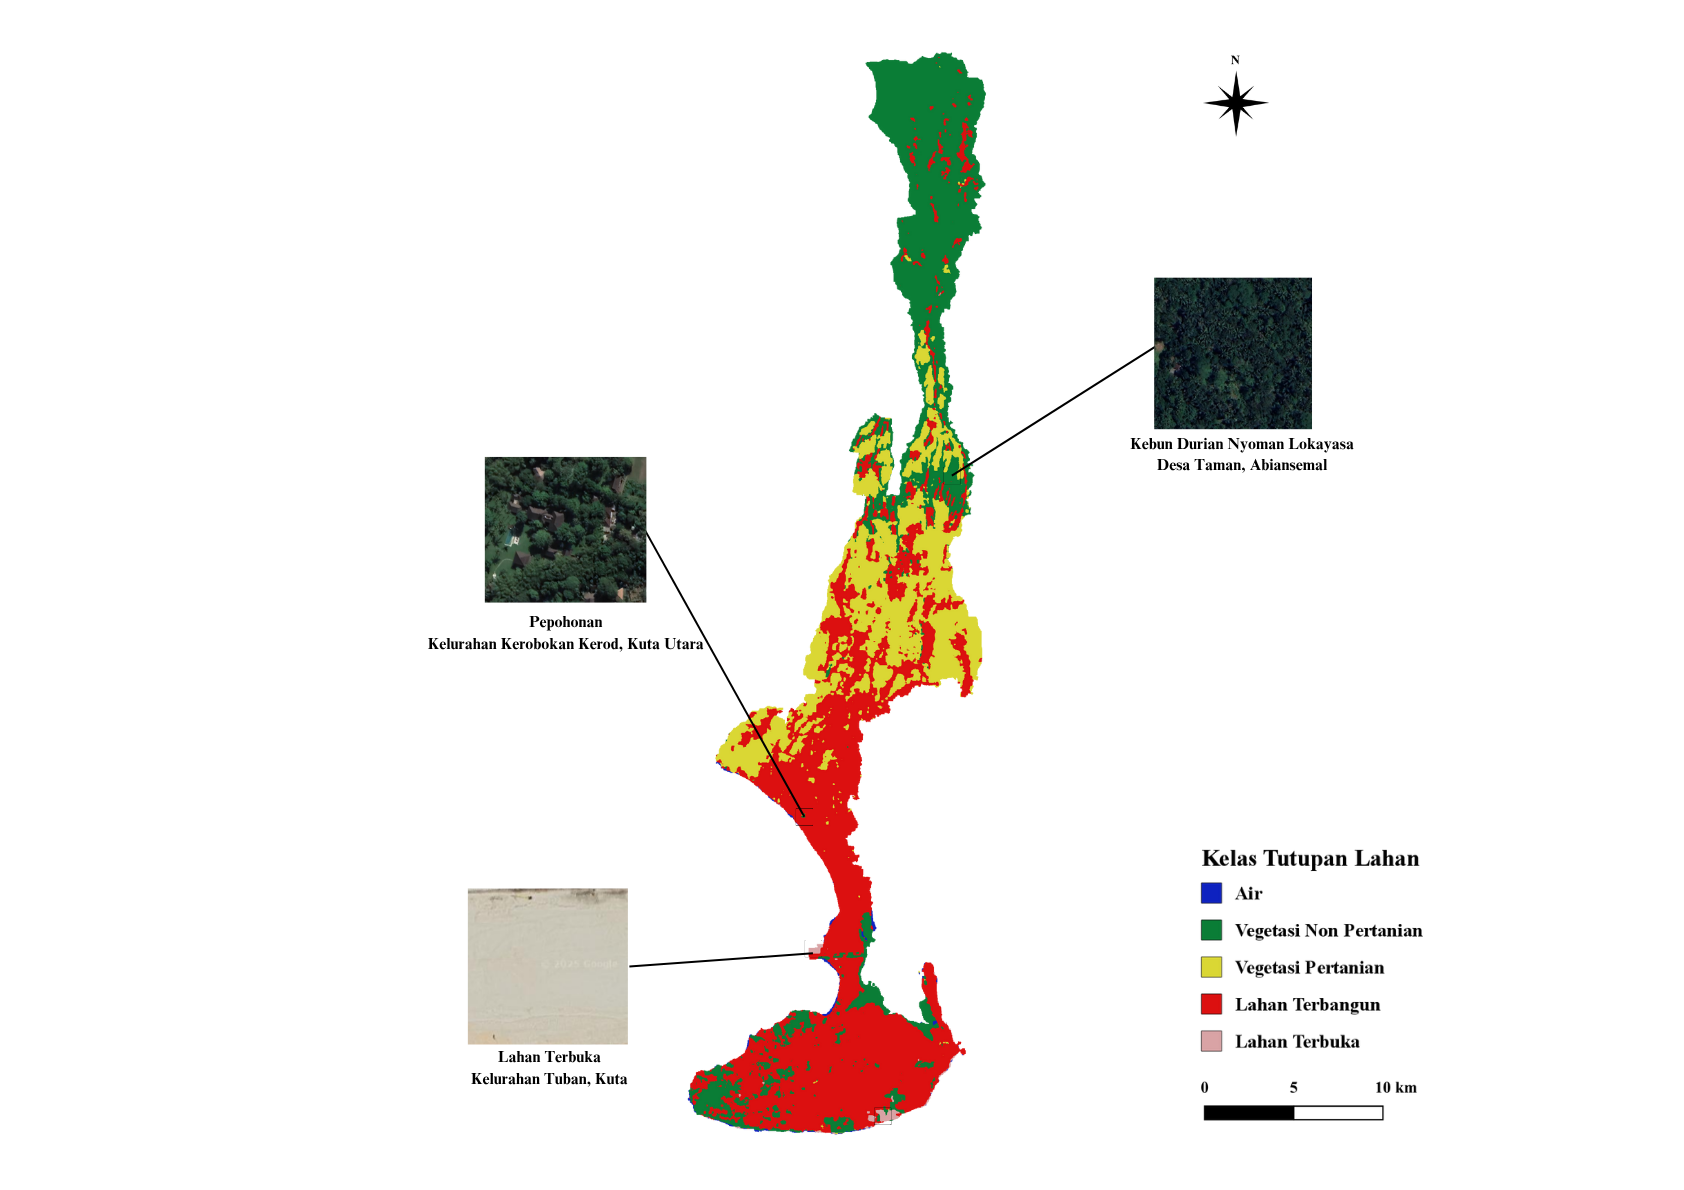 N
Kebun Durian Nyoman Lokayasa
Desa Taman, Abiansemal
Pepohonan
Kelurahan Kerobokan Kerod, Kuta Utara
© 2025 Google
Lahan Terbuka
Kelurahan Tuban, Kuta
Kelas Tutupan Lahan
Air
Vegetasi Non Pertanian
Vegetasi Pertanian
Lahan Terbangun
Lahan Terbuka
0 5 10 km